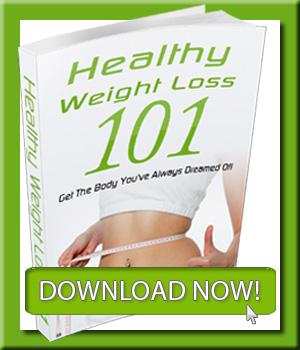 Healthy
Weight Loss
101
Get The Body You've Always Dreamed Of!
Healthy Weight Loss
DOWNLOAD NOW!